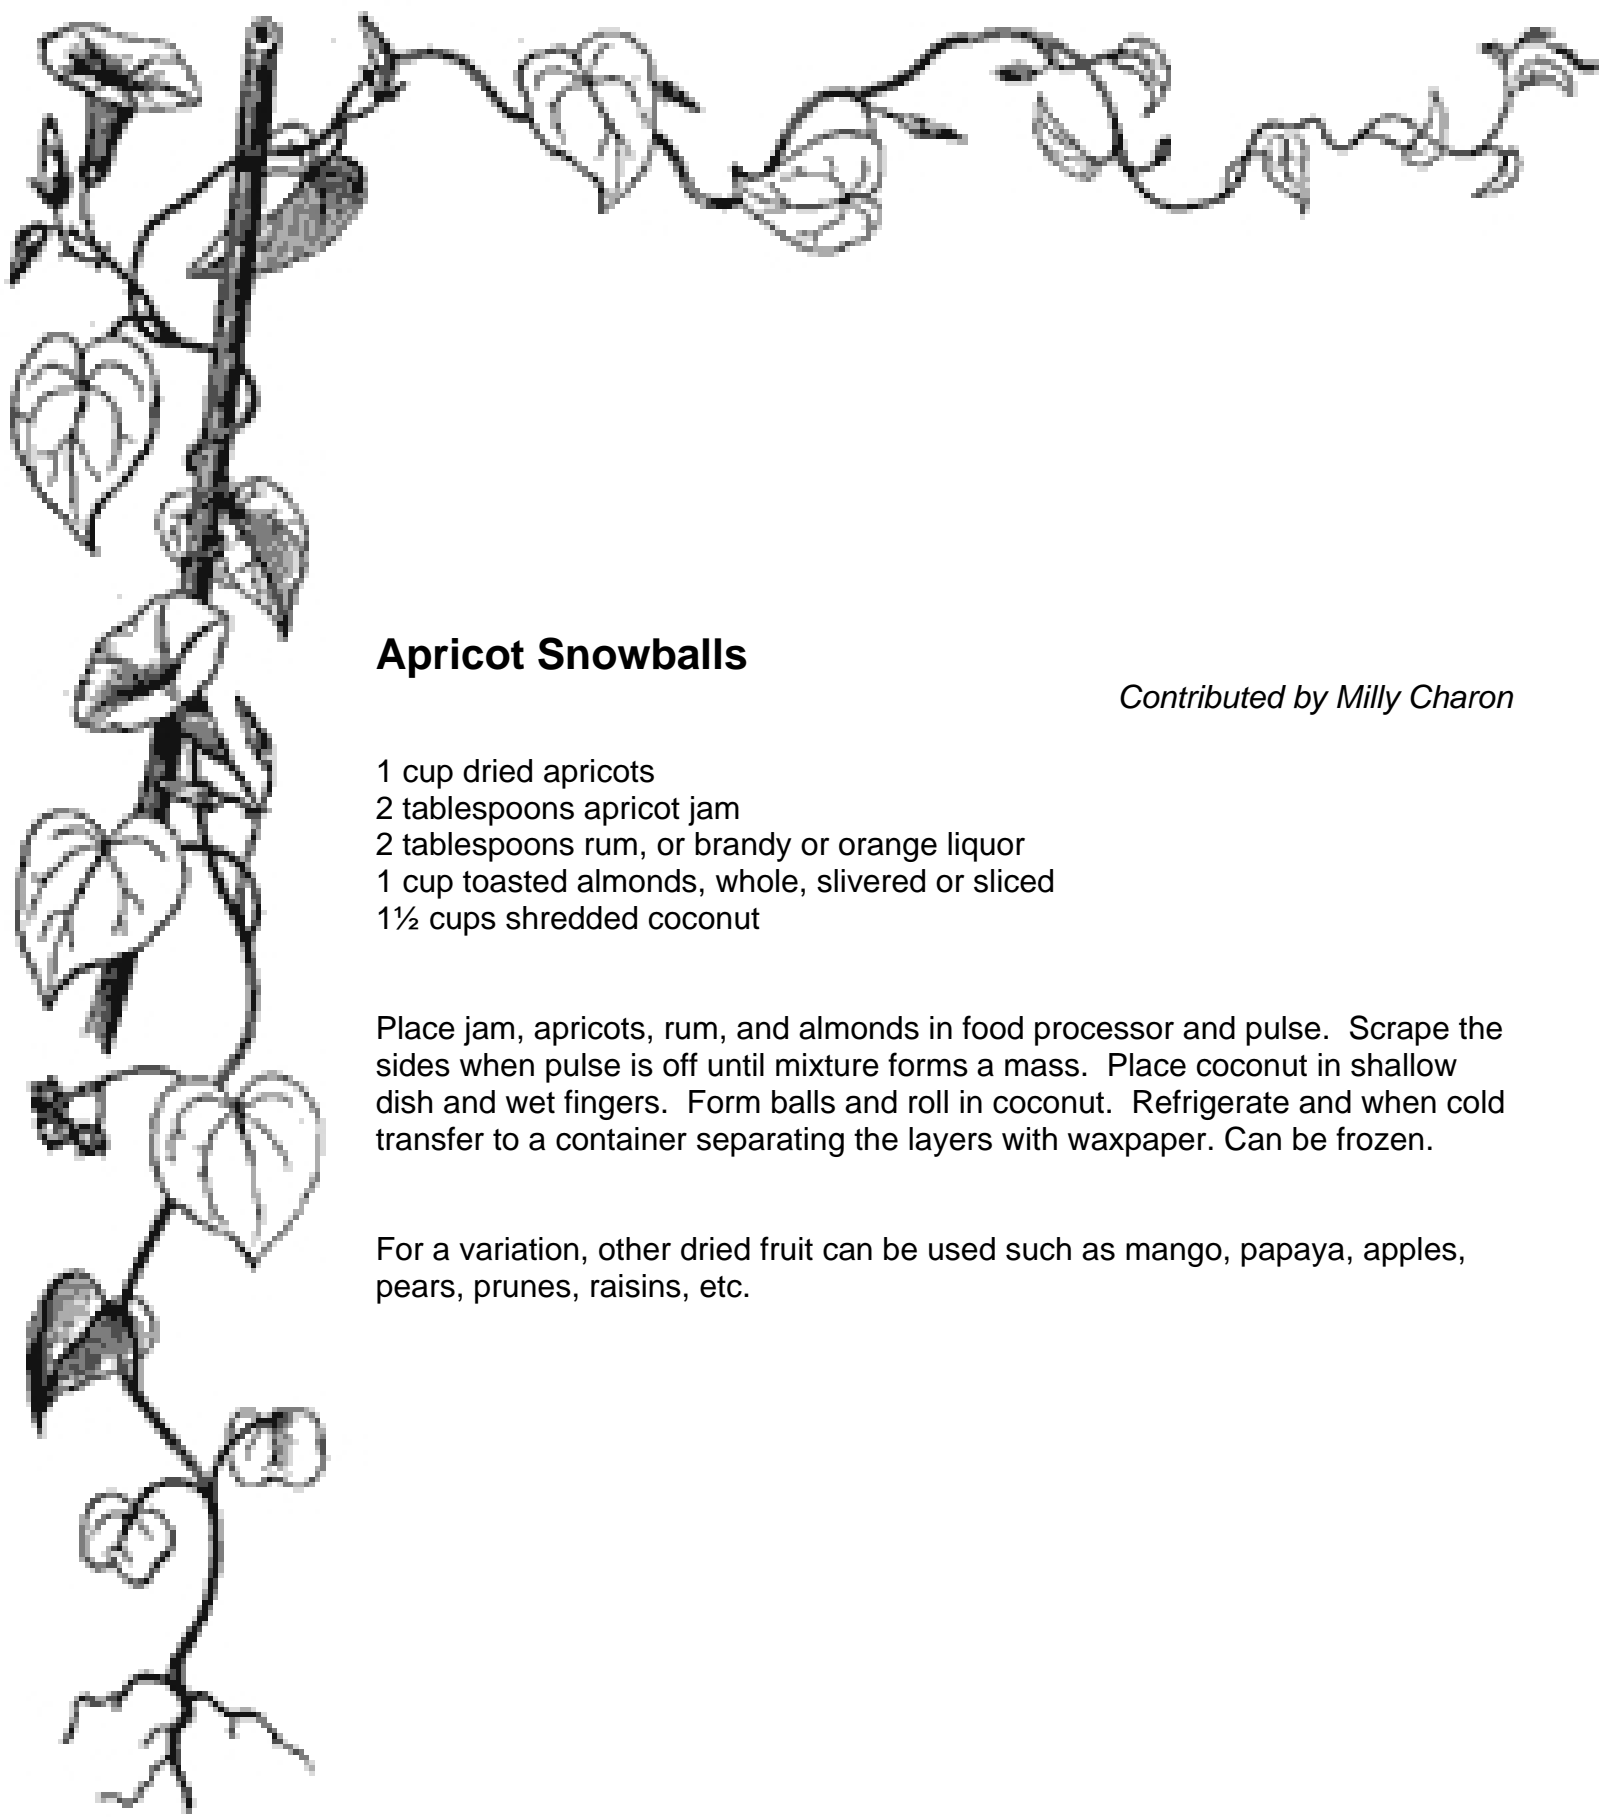 Apricot Snowballs
Contributed by Milly Charon
1 cup dried apricots
2 tablespoons apricot jam
2 tablespoons rum, or brandy or orange liquor
1 cup toasted almonds, whole, slivered or sliced
1½ cups shredded coconut
Place jam, apricots, rum, and almonds in food processor and pulse.  Scrape the
sides when pulse is off until mixture forms a mass.  Place coconut in shallow
dish and wet fingers.  Form balls and roll in coconut.  Refrigerate and when cold
transfer to a container separating the layers with waxpaper. Can be frozen.
For a variation, other dried fruit can be used such as mango, papaya, apples,
pears, prunes, raisins, etc.